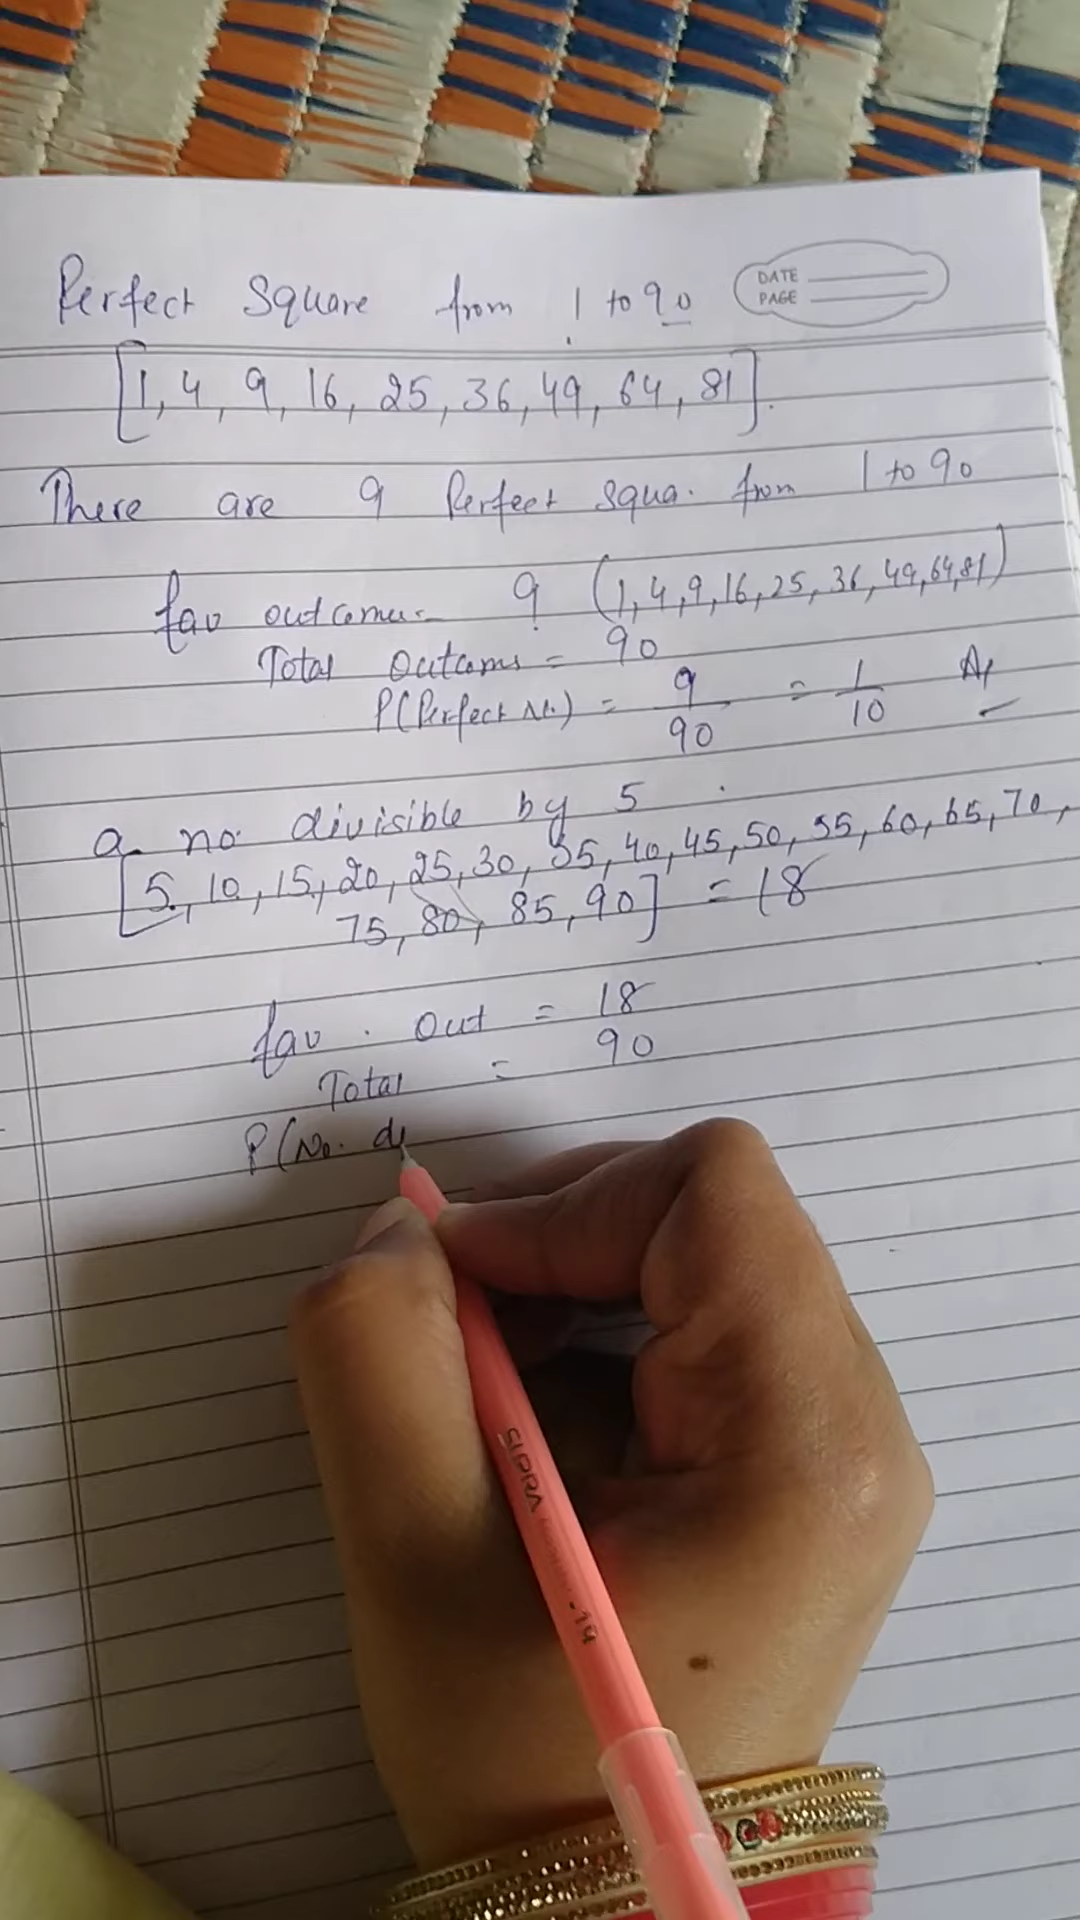 Perfect Square from 1 to 90
DATE
PAGE
[1, 4, 9, 16, 25, 36, 49, 64, 81].
There are 9 Perfect Squa. from 1 to 90
fav outcomes = 9 (1,4,9,16,25,36,49,64,81)
Total Outcoms = 90
P(Perfect No.) = 9/90 = 1/10
a no. divisible by 5
[5, 10, 15, 20, 25, 30, 35, 40, 45, 50, 55, 60, 65, 70,
75, 80, 85, 90] = 18
fav. Out = 18
Total = 90
P(No. di
SUPRA